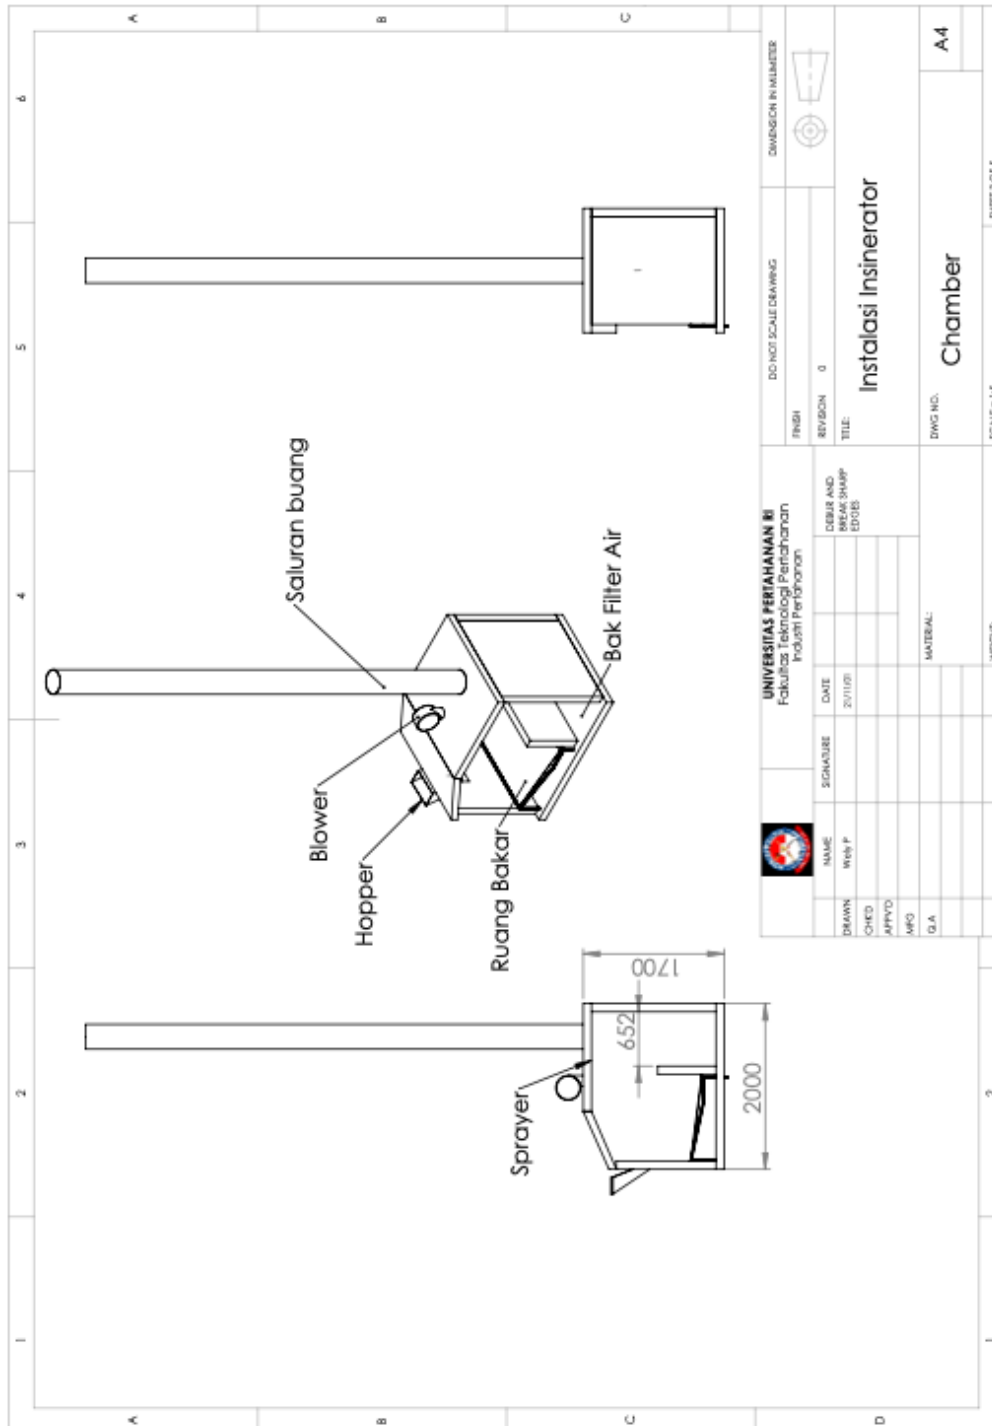 1
2
3
4
5
6
A
B
C
A
B
C
D
1
2
Saluran buang
Blower
Hopper
Ruang Bakar
Bak Filter Air
Sprayer
1700
652
2000
UNIVERSITAS PERTAHANAN RI
Fakultas Teknologi Pertahanan
Industri Pertahanan
NAME
SIGNATURE
DATE
DRAWN
Wely P
CHK'D
APPV'D
MFG
Q.A
DEBUR AND
BREAK SHARP
EDGES
MATERIAL:
FINISH
DO NOT SCALE DRAWING
DIMENSION IN MILIMETER
REVISION
0
TITLE:
Instalasi Insinerator
DWG NO.
Chamber
A4